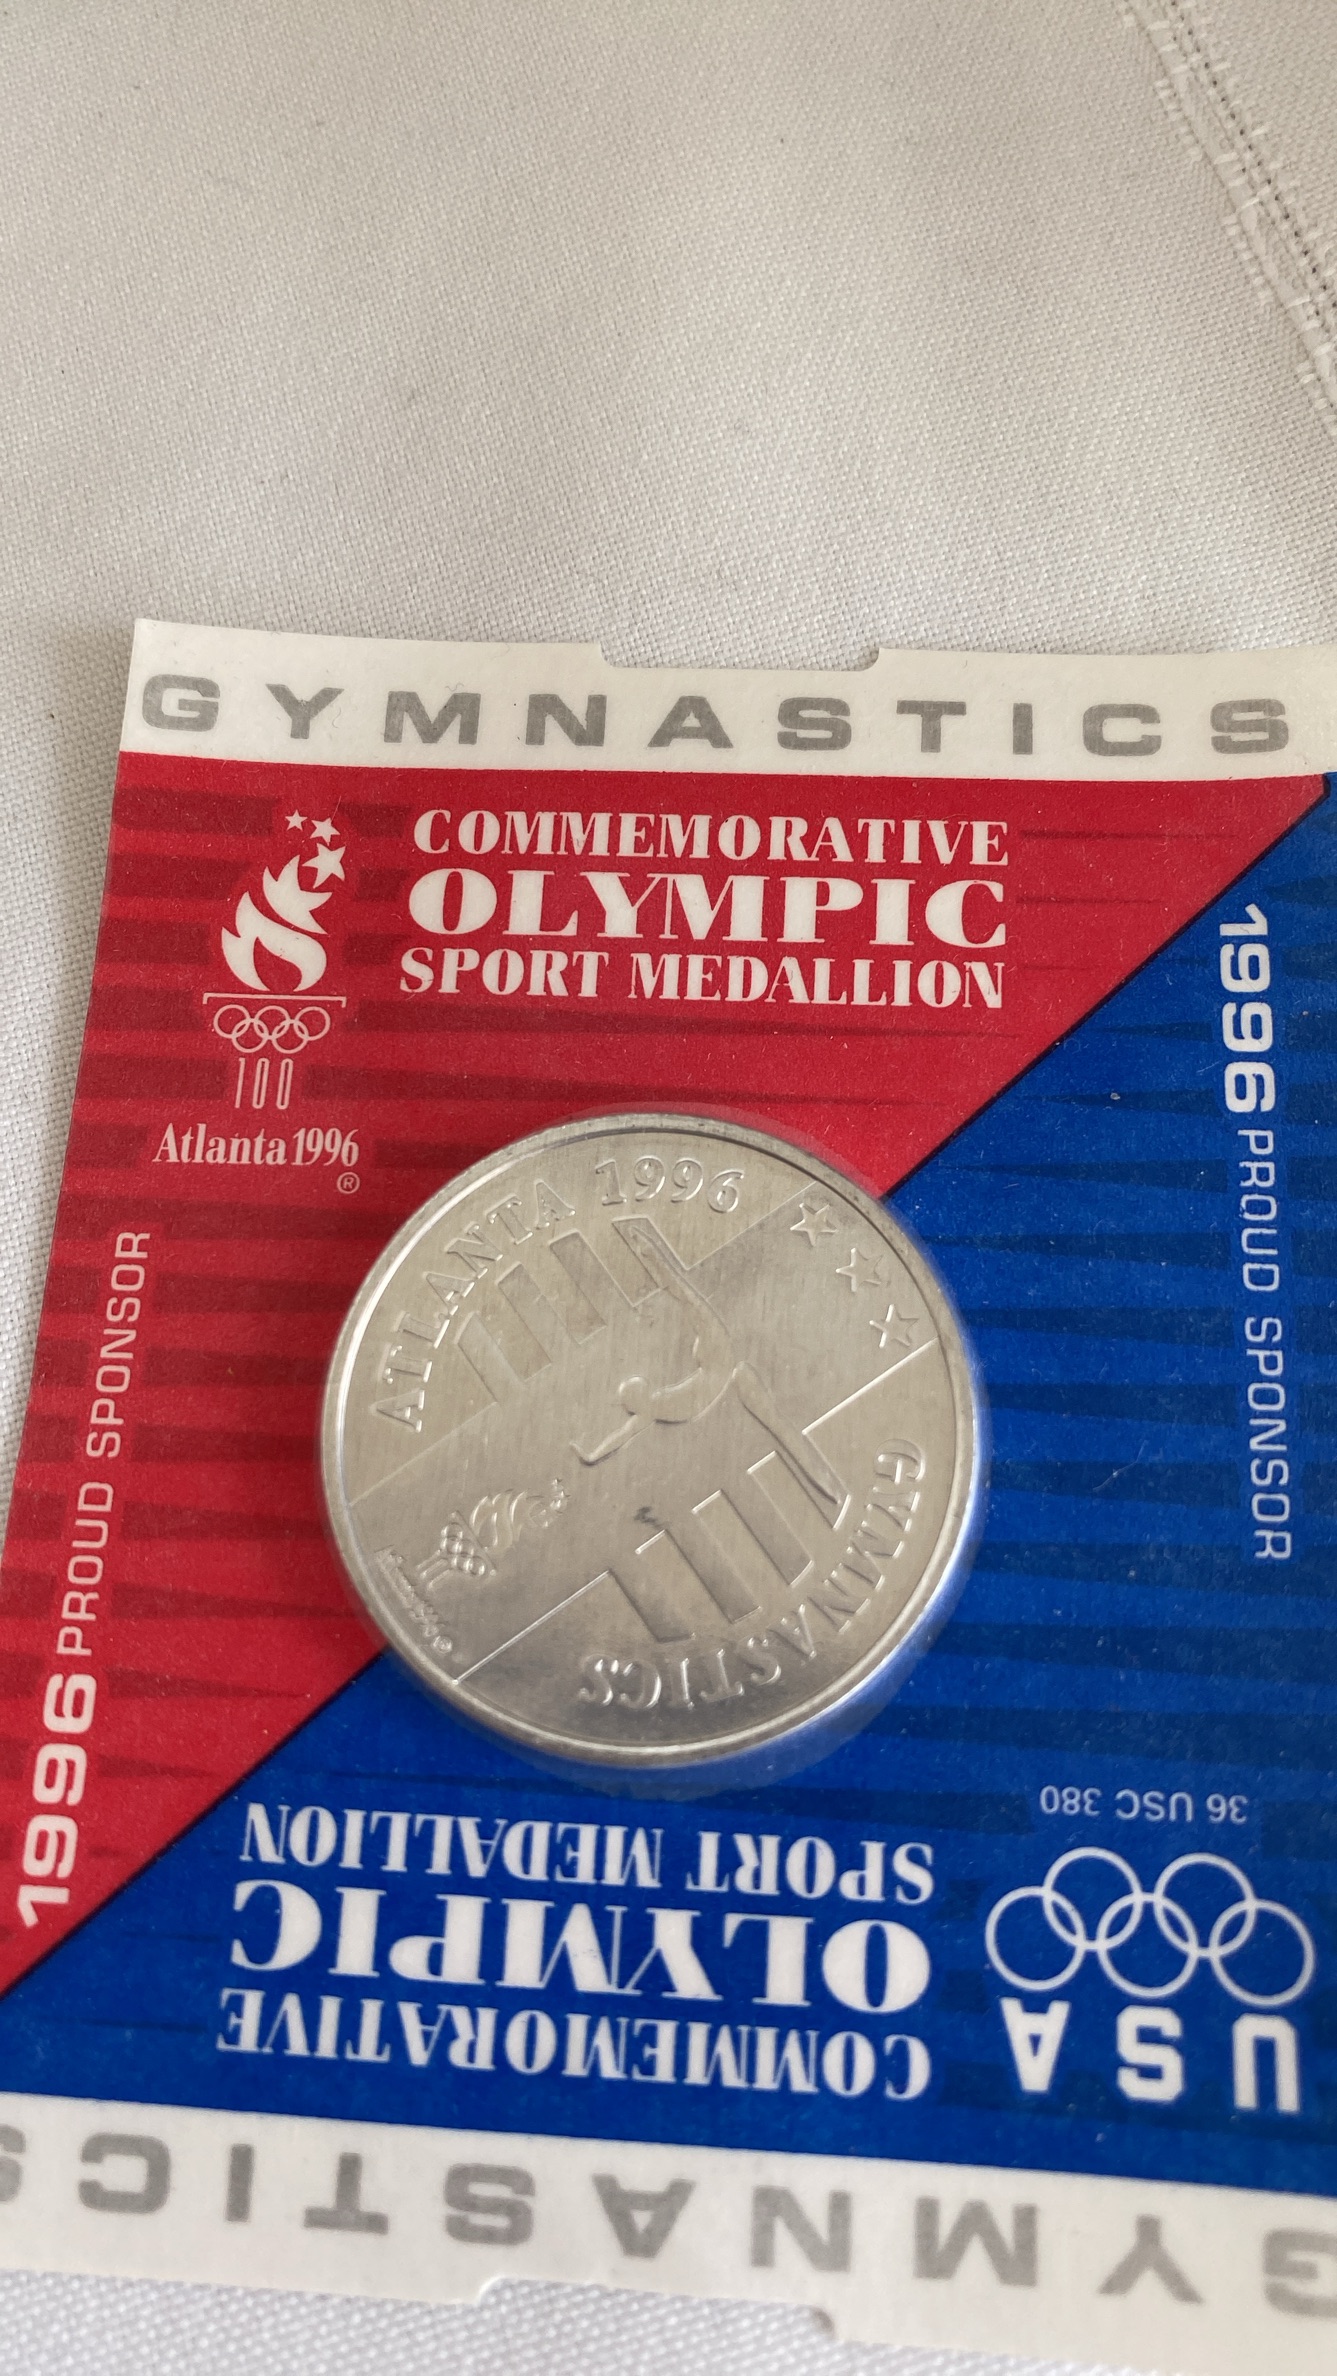 GYMNASTICS
COMMEMORATIVE
OLYMPIC
SPORT MEDALLION
100
Atlanta 1996
®
1996 PROUD SPONSOR
1996 PROUD SPONSOR
ATLANTA 1996
GYMNASTICS
36 USC 380
USA
COMMEMORATIVE
OLYMPIC
SPORT MEDALLION
GYMNASTICS